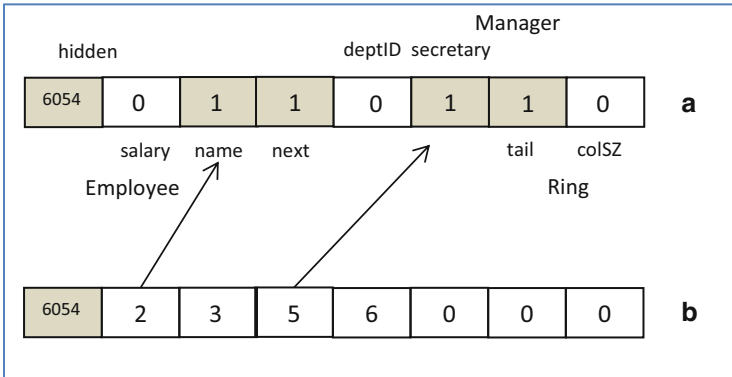 Manager
hidden deptID secretary
6054 0 1 1 0 1 1 0 a
salary name next tail colSZ
Employee Ring
6054 2 3 5 6 0 0 0 b